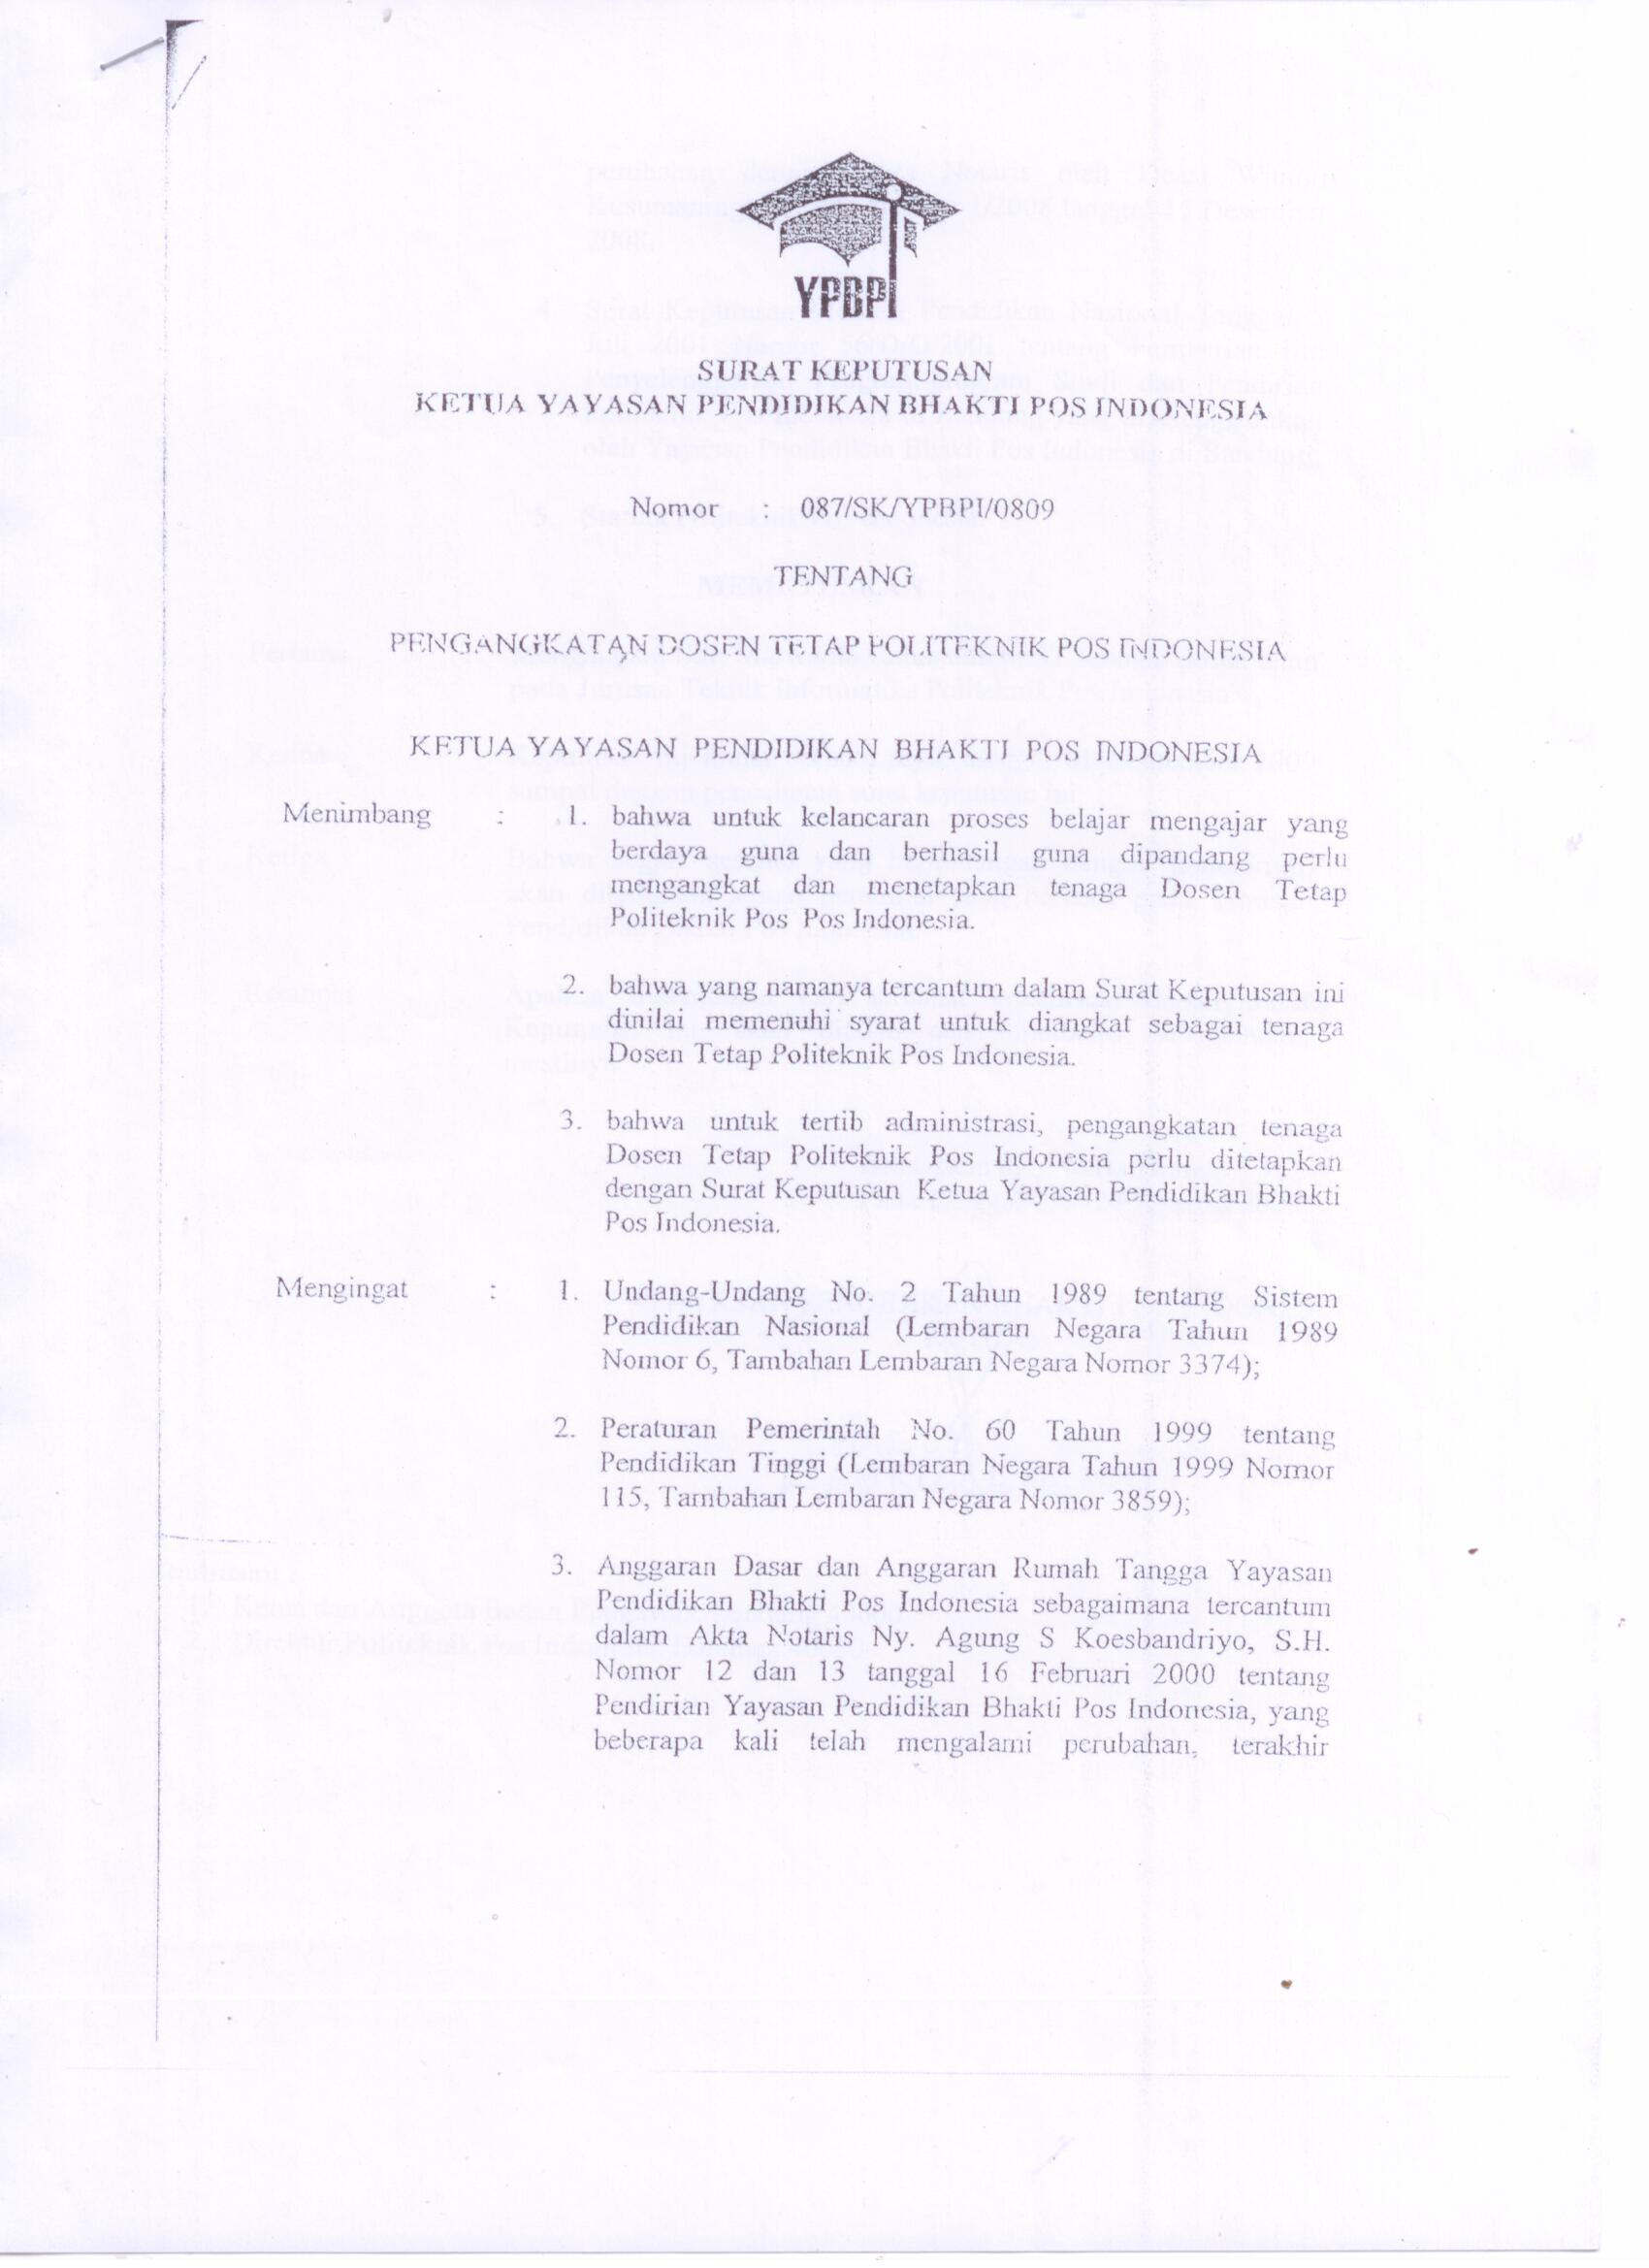 YPBPI
SURAT KEPUTUSAN
KETUA YAYASAN PENDIDIKAN BHAKTI POS INDONESIA
Nomor : 087/SK/YPBPI/0809
TENTANG
PENGANGKATAN DOSEN TETAP POLITEKNIK POS INDONESIA
KETUA YAYASAN PENDIDIKAN BHAKTI POS INDONESIA
Menimbang : 1. bahwa untuk kelancaran proses belajar mengajar yang
berdaya guna dan berhasil guna dipandang perlu
mengangkat dan menetapkan tenaga Dosen Tetap
Politeknik Pos Pos Indonesia.
2. bahwa yang namanya tercantum dalam Surat Keputusan ini
dinilai memenuhi syarat untuk diangkat sebagai tenaga
Dosen Tetap Politeknik Pos Indonesia.
3. bahwa untuk tertib administrasi, pengangkatan tenaga
Dosen Tetap Politeknik Pos Indonesia perlu ditetapkan
dengan Surat Keputusan Ketua Yayasan Pendidikan Bhakti
Pos Indonesia.
Mengingat : 1. Undang-Undang No. 2 Tahun 1989 tentang Sistem
Pendidikan Nasional (Lembaran Negara Tahun 1989
Nomor 6, Tambahan Lembaran Negara Nomor 3374);
2. Peraturan Pemerintah No. 60 Tahun 1999 tentang
Pendidikan Tinggi (Lembaran Negara Tahun 1999 Nomor
115, Tambahan Lembaran Negara Nomor 3859);
3. Anggaran Dasar dan Anggaran Rumah Tangga Yayasan
Pendidikan Bhakti Pos Indonesia sebagaimana tercantum
dalam Akta Notaris Ny. Agung S Koesbandriyo, S.H.
Nomor 12 dan 13 tanggal 16 Februari 2000 tentang
Pendirian Yayasan Pendidikan Bhakti Pos Indonesia, yang
beberapa kali telah mengalami perubahan, terakhir